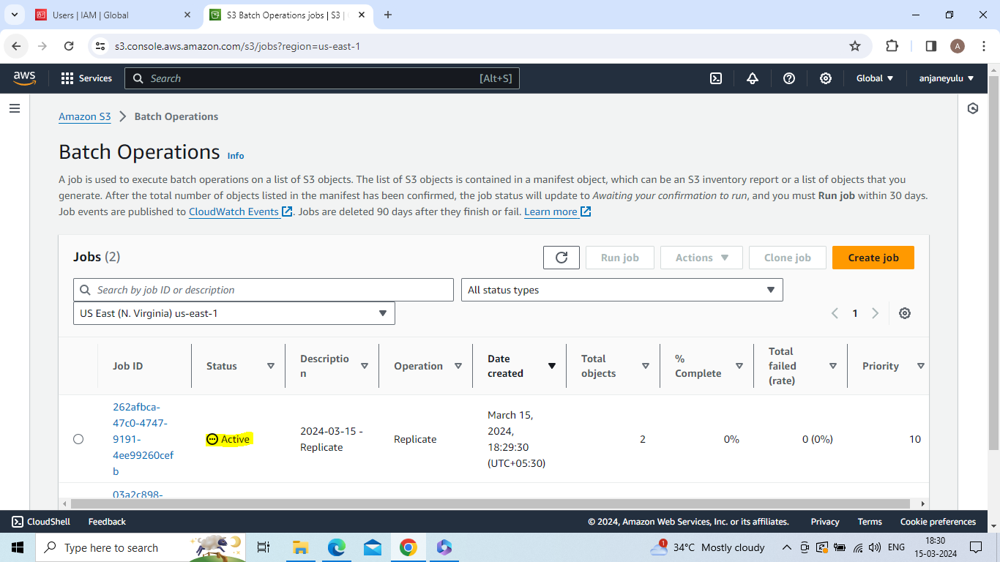 Users | IAM | Global
S3 Batch Operations jobs | S3 |
s3.console.aws.amazon.com/s3/jobs?region=us-east-1
A
aws
Services
Search
[Alt+S]
Global
anjaneyulu
Amazon S3
Batch Operations
Batch Operations
Info
A job is used to execute batch operations on a list of S3 objects. The list of S3 objects is contained in a manifest object, which can be an S3 inventory report or a list of objects that you
generate. After the total number of objects listed in the manifest has been confirmed, the job status will update to Awaiting your confirmation to run, and you must Run job within 30 days.
Job events are published to CloudWatch Events. Jobs are deleted 90 days after they finish or fail. Learn more
Jobs (2)
Run job
Actions
Clone job
Create job
Search by job ID or description
All status types
US East (N. Virginia) us-east-1
1
Job ID
Status
Descriptio
n
Operation
Date
created
Total
objects
%
Complete
Total
failed
(rate)
Priority
262afbca-
47c0-4747-
9191-
4ee99260cef
b
Active
2024-03-15 -
Replicate
Replicate
March 15,
2024,
18:29:30
(UTC+05:30)
2
0%
0 (0%)
10
03a2c898-
CloudShell
Feedback
© 2024, Amazon Web Services, Inc. or its affiliates.
Privacy
Terms
Cookie preferences
Type here to search
1
34°C Mostly cloudy
ENG
18:30
15-03-2024